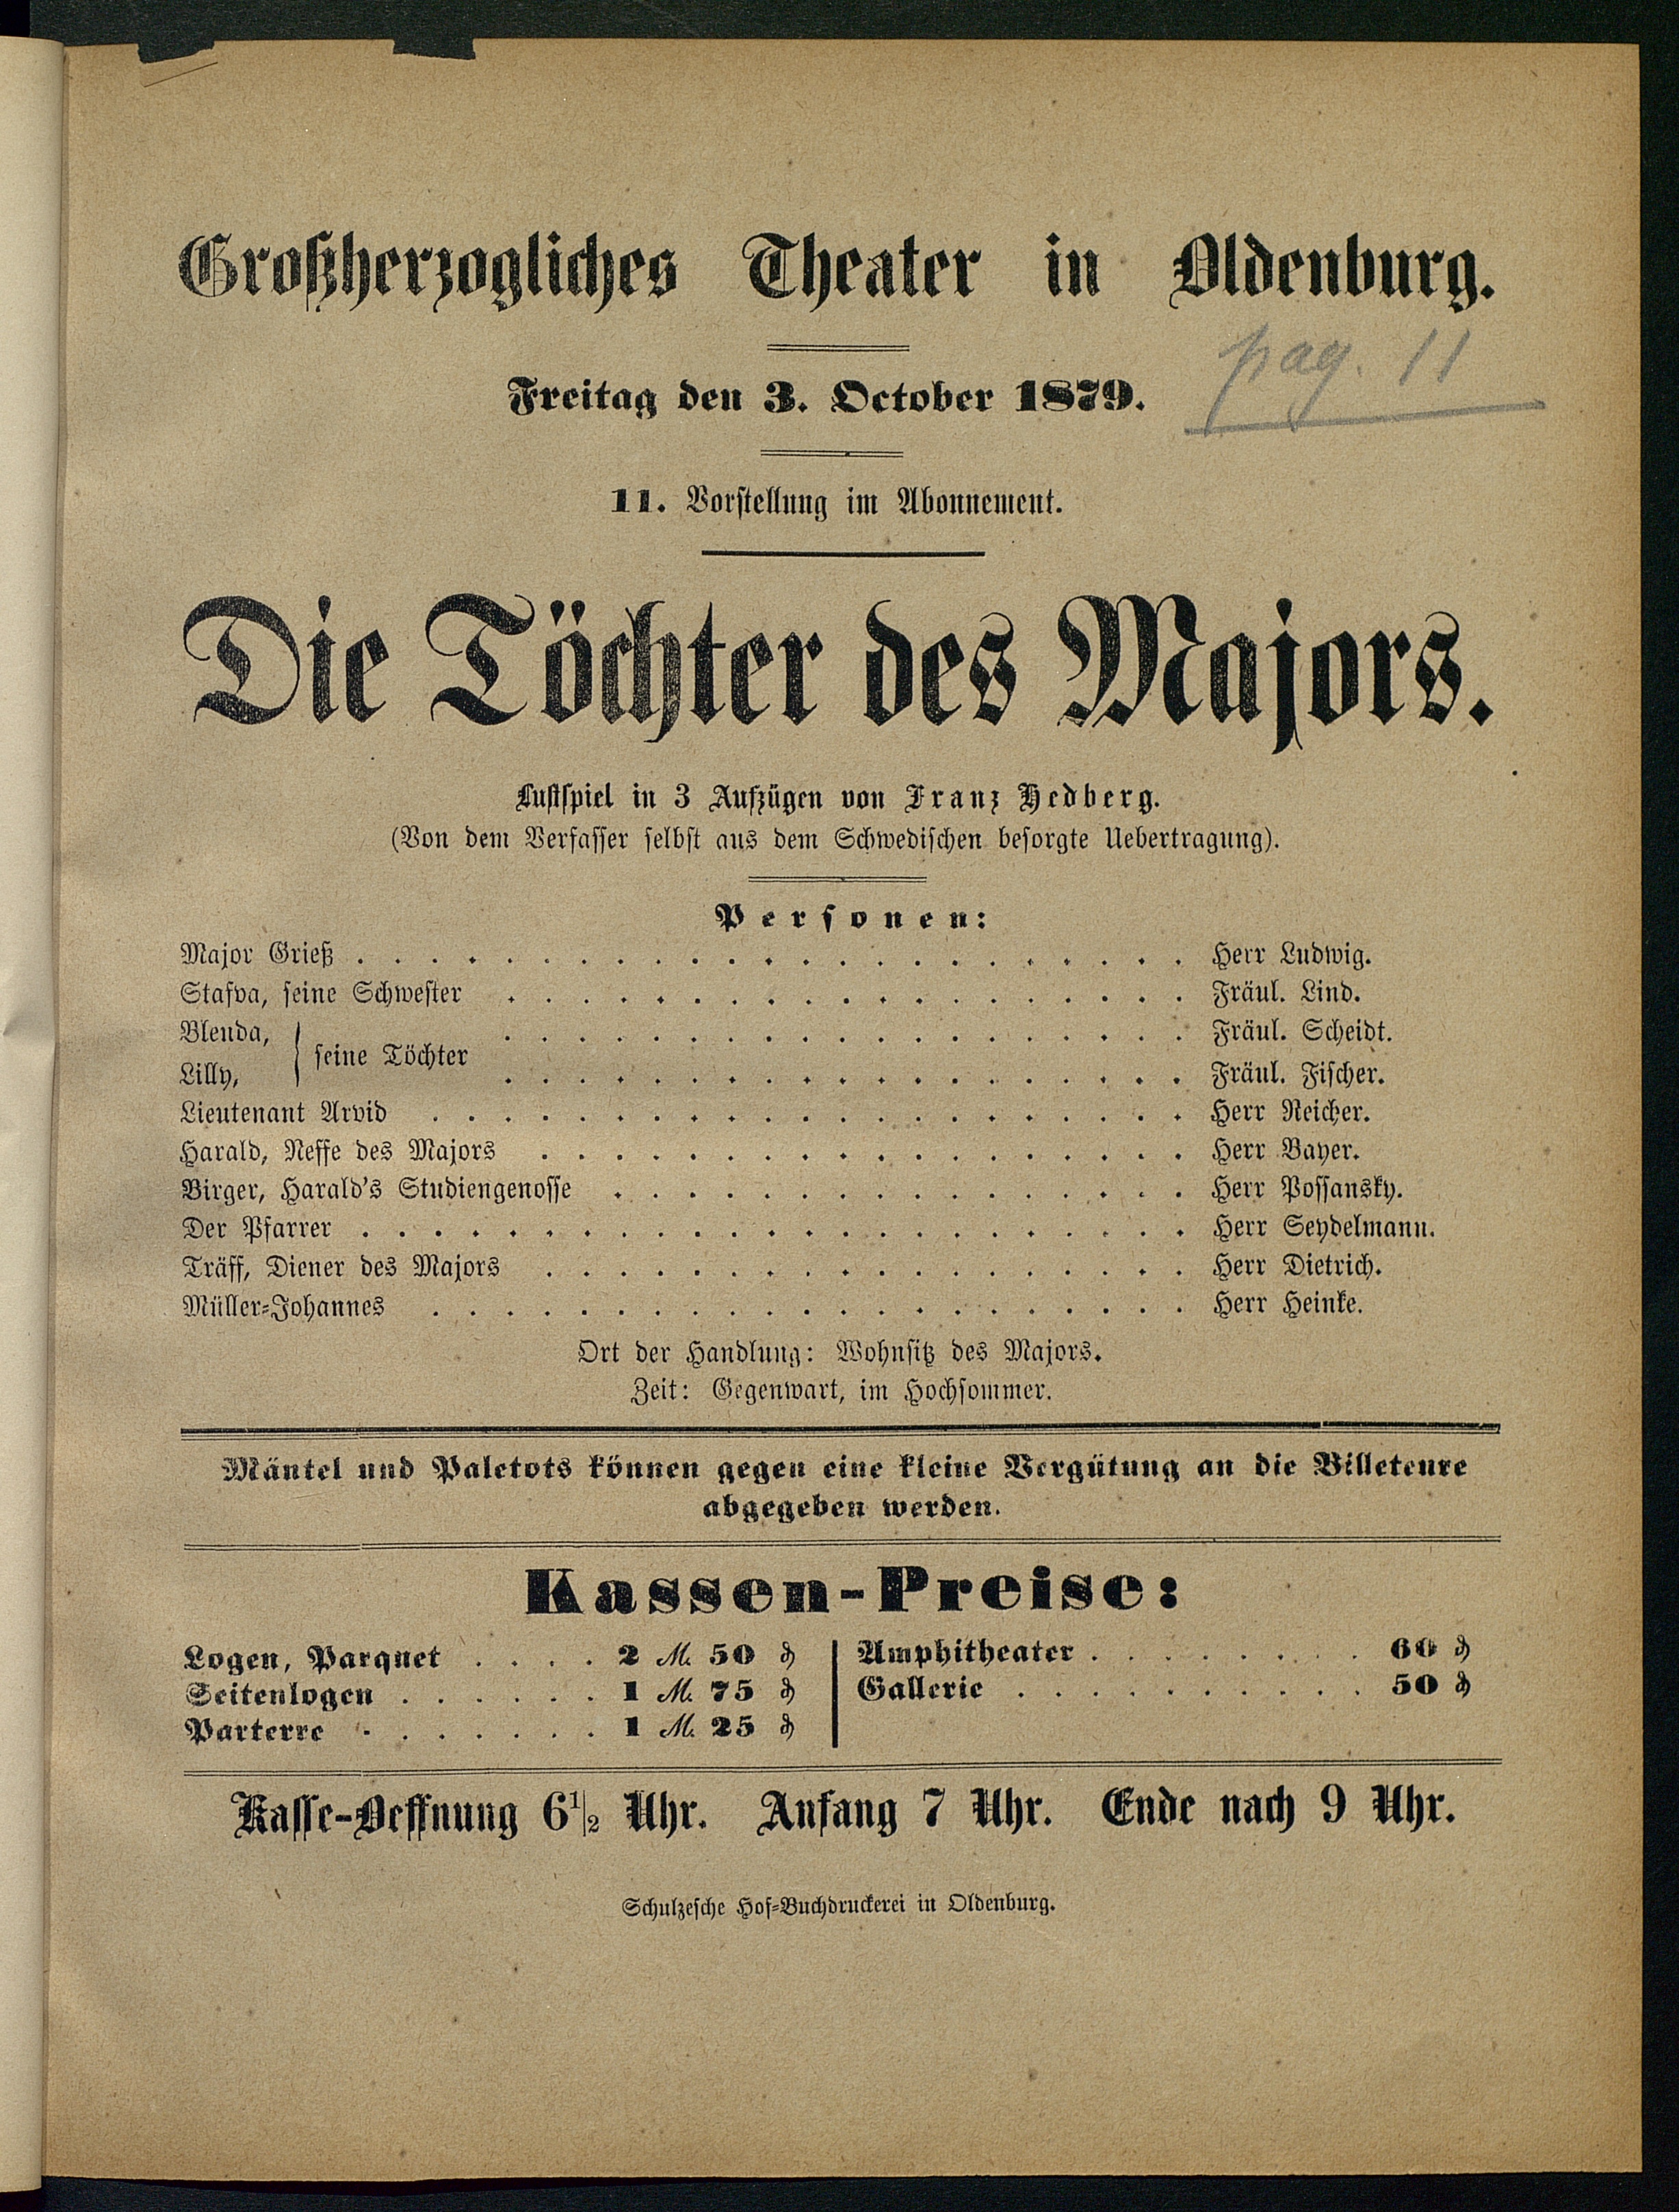 Großherzogliches Theater in Oldenburg.
pag. 11
Freitag den 3. October 1879.
11. Vorstellung im Abonnement.
Die Töchter des Majors.
Lustspiel in 3 Aufzügen von Franz Hedberg.
(Von dem Verfasser selbst aus dem Schwedischen besorgte Uebertragung).
Personen:
Major Grieß . . . . . . . . . . . . . . . . . . . . . . . Herr Ludwig.
Stafva, seine Schwester . . . . . . . . . . . . . . . . . . . Fräul. Lind.
Blenda, } seine Töchter . . . . . . . . . . . . . . . . . . . Fräul. Scheidt.
Lilly, . . . . . . . . . . . . . . . . . . . Fräul. Fischer.
Lieutenant Arvid . . . . . . . . . . . . . . . . . . . . . Herr Reicher.
Harald, Neffe des Majors . . . . . . . . . . . . . . . . . . Herr Bayer.
Birger, Harald's Studiengenosse . . . . . . . . . . . . . . . . Herr Possansky.
Der Pfarrer . . . . . . . . . . . . . . . . . . . . . . . Herr Seydelmann.
Träff, Diener des Majors . . . . . . . . . . . . . . . . . . Herr Dietrich.
Müller-Johannes . . . . . . . . . . . . . . . . . . . . . Herr Heinke.
Ort der Handlung: Wohnsitz des Majors.
Zeit: Gegenwart, im Hochsommer.
Mäntel und Paletots können gegen eine kleine Vergütung an die Billeteure
abgegeben werden.
Kassen-Preise:
Logen, Parquet . . . . 2 M. 50 ₰
Seitenlogen . . . . . . 1 M. 75 ₰
Parterre . . . . . . . 1 M. 25 ₰
Amphitheater . . . . . . . . 60 ₰
Gallerie . . . . . . . . . . 50 ₰
Kasse-Oeffnung 6 1/2 Uhr. Anfang 7 Uhr. Ende nach 9 Uhr.
Schulzesche Hof-Buchdruckerei in Oldenburg.